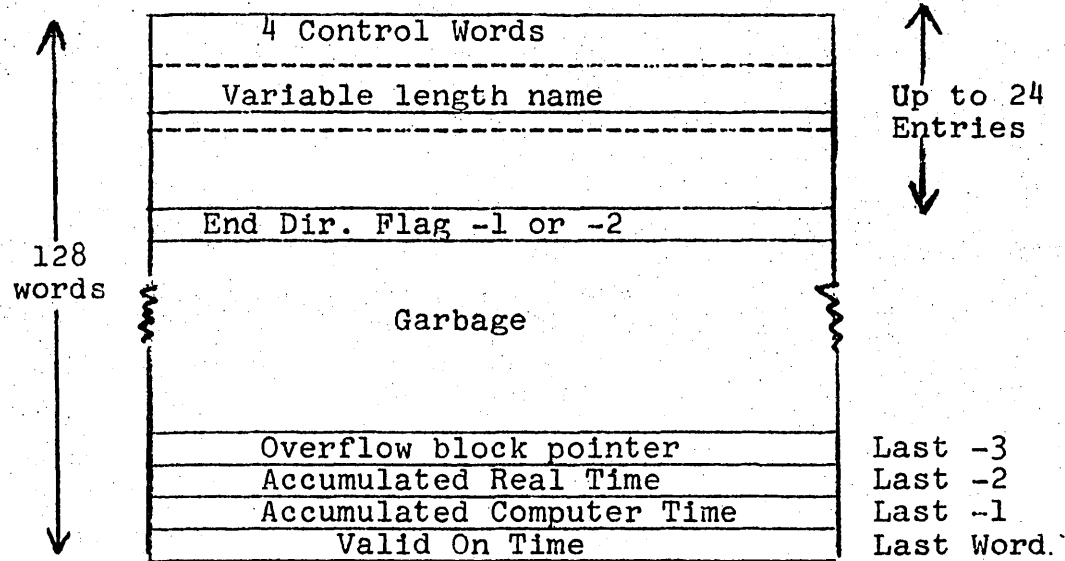 4 Control Words
Variable length name
Up to 24
Entries
End Dir. Flag -1 or -2
128
words
Garbage
Overflow block pointer Last -3
Accumulated Real Time Last -2
Accumulated Computer Time Last -1
Valid On Time Last Word.